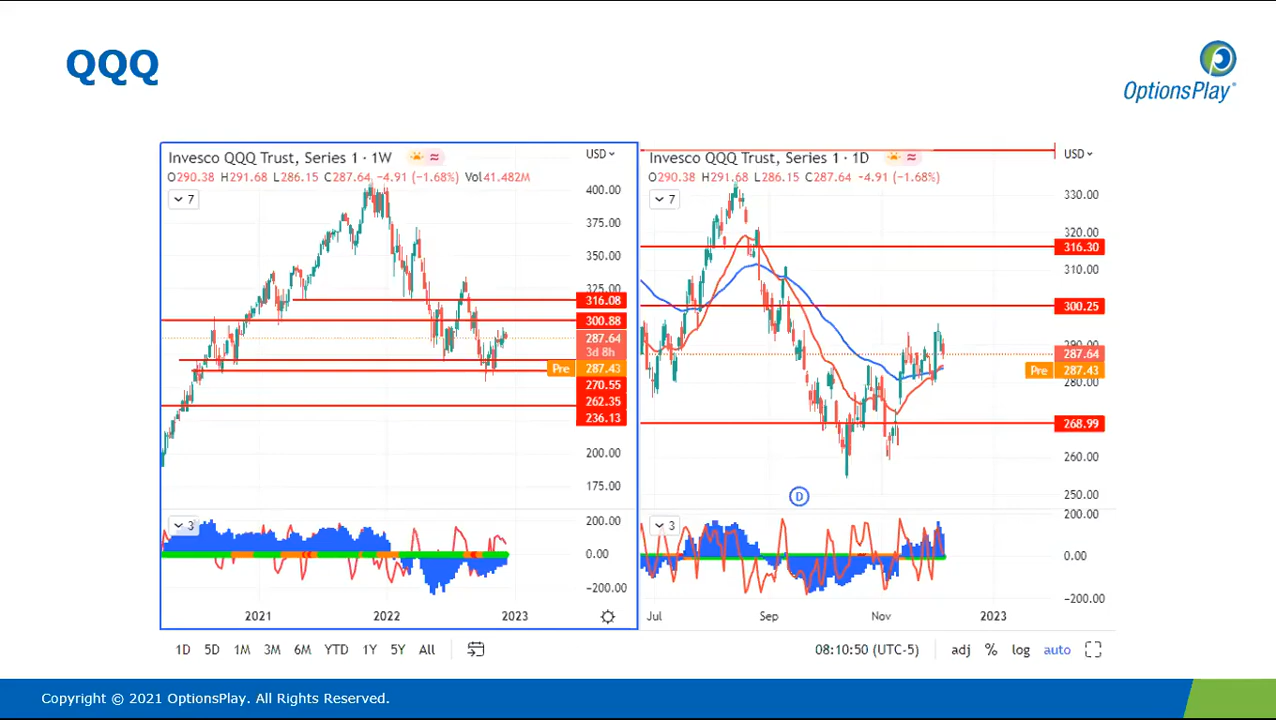 QQQ
OptionsPlay
Invesco QQQ Trust, Series 1 · 1W
USD
O290.38 H291.68 L286.15 C287.64 −4.91 (−1.68%) Vol41.482M
7
400.00
375.00
350.00
325.00
316.08
300.88
287.64
3d 8h
Pre 287.43
270.55
262.35
236.13
200.00
175.00
3
200.00
0.00
−200.00
2021 2022 2023
Invesco QQQ Trust, Series 1 · 1D
USD
O290.38 H291.68 L286.15 C287.64 −4.91 (−1.68%)
7
330.00
320.00
316.30
310.00
300.25
290.00
287.64
Pre 287.43
280.00
268.99
260.00
250.00
D
3
200.00
0.00
−200.00
Jul Sep Nov 2023
1D 5D 1M 3M 6M YTD 1Y 5Y All
08:10:50 (UTC-5) adj % log auto
Copyright © 2021 OptionsPlay. All Rights Reserved.